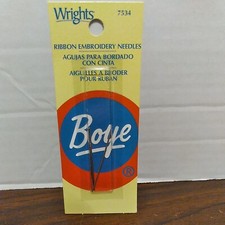 Wrights
7534
RIBBON EMBROIDERY NEEDLES
AGUJAS PARA BORDADO
CON CINTA
AIGUILLES A BRODER
POUR RUBAN
Boye